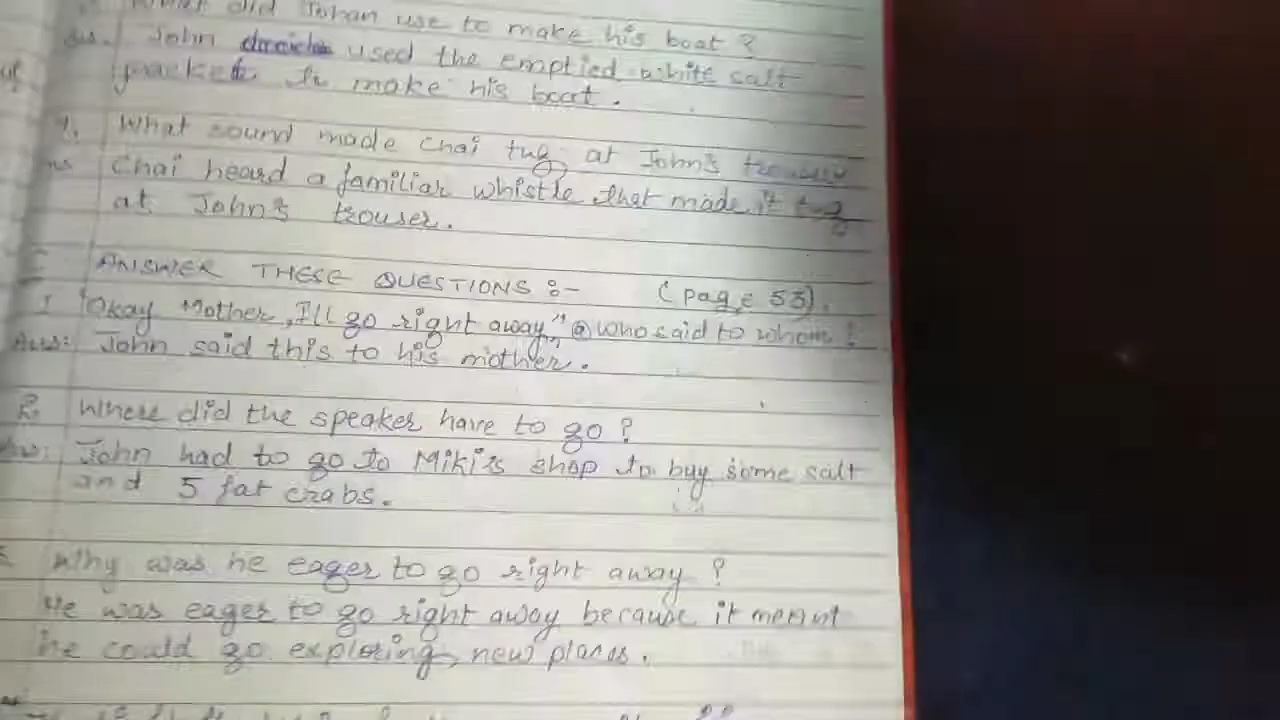 did Johan use to make his boat ?
Ans. John used the emptied white salt
packet to make his boat.
What sound made Chai tug at John's trouser
Chai heard a familiar whistle that made it tug
at John's trouser.
ANSWER THESE QUESTIONS :- (page 53).
1 "Okay Mother, I'll go right away," @ who said to whom ?
Ans: John said this to his mother.
2. Where did the speaker have to go ?
Ans: John had to go to Miki's shop to buy some salt
and 5 fat crabs.
Why was he eager to go right away ?
He was eager to go right away because it meant
he could go exploring new places.